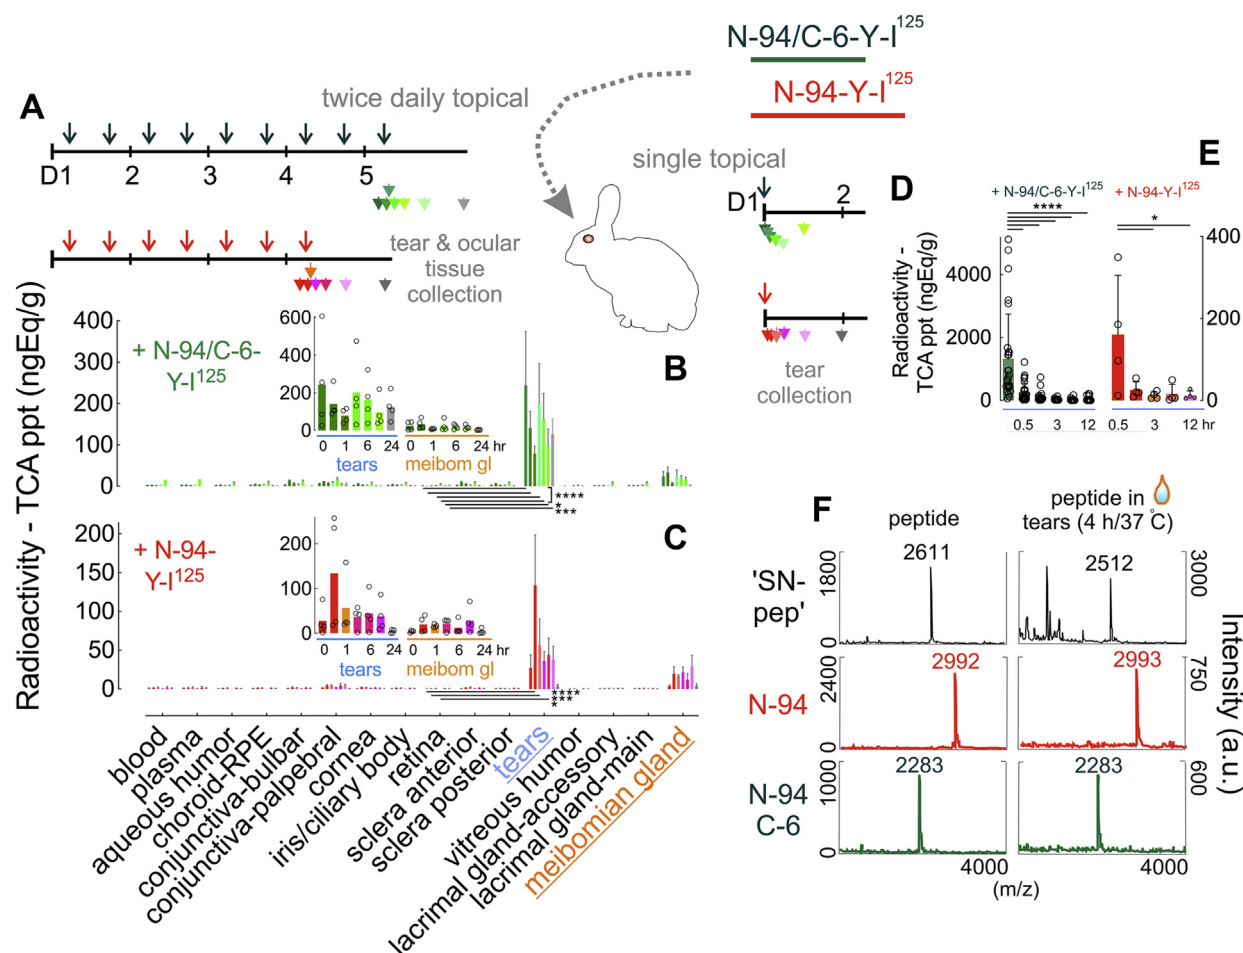 N-94/C-6-Y-I125
N-94-Y-I125
A
twice daily topical
D1 2 3 4 5
tear & ocular
tissue
collection
single topical
D1 2
tear
collection
Radioactivity - TCA ppt (ngEq/g)
B
+ N-94/C-6-
Y-I125
400
300
200
100
0
600
400
200
0
0 1 6 24 0 1 6 24 hr
tears meibom gl
****
*
***
C
+ N-94-
Y-I125
200
150
100
50
0
200
100
0
0 1 6 24 0 1 6 24 hr
tears meibom gl
****
***
*
blood
plasma
aqueous humor
choroid-RPE
conjunctiva-bulbar
conjunctiva-palpebral
cornea
iris/ciliary body
retina
sclera anterior
sclera posterior
tears
vitreous humor
lacrimal gland-accessory
lacrimal gland-main
meibomian gland
D
E
+ N-94/C-6-Y-I125
+ N-94-Y-I125
****
*
Radioactivity -
TCA ppt (ngEq/g)
4000
2000
0
400
200
0
0.5 3 12 0.5 3 12 hr
F
peptide
peptide in
tears (4 h/37 °C)
'SN-
pep'
1800
0
2611
2512
3000
0
N-94
2400
0
2992
2993
750
0
N-94
C-6
1000
0
2283
2283
600
4000
4000
(m/z)
Intensity (a.u.)